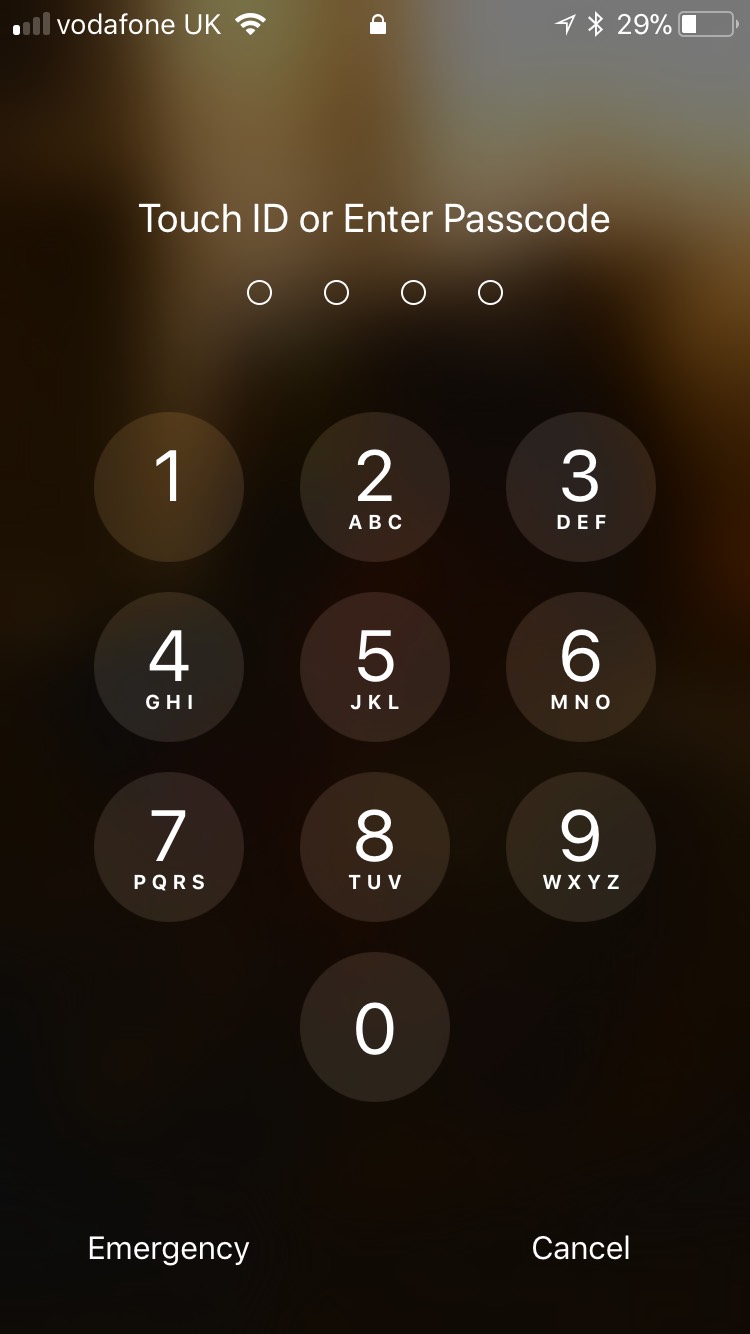 vodafone UK 29%
Touch ID or Enter Passcode
1 2 3
ABC DEF
4 5 6
GHI JKL MNO
7 8 9
PQRS TUV WXYZ
0
Emergency Cancel